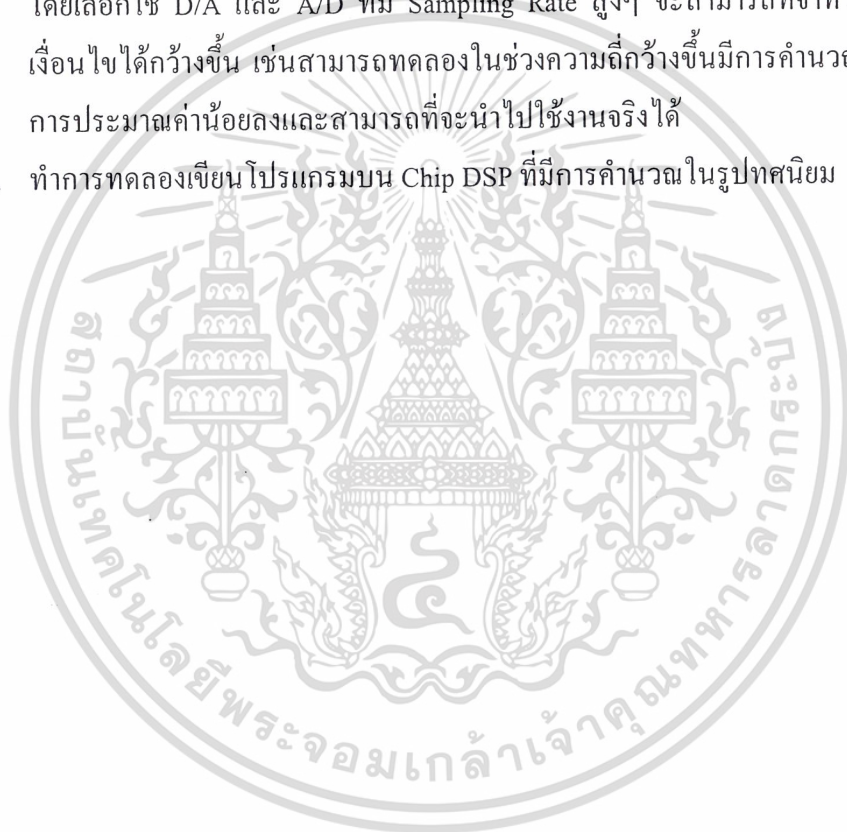 โดยเลือกใช้ D/A และ A/D ที่มี Sampling Rate สูงๆ จะสามารถที่จะทำ
เงื่อนไขได้กว้างขึ้น เช่นสามารถทดลองในช่วงความถี่กว้างขึ้นมีการคำนวณ
การประมาณค่าน้อยลงและสามารถที่จะนำไปใช้งานจริงได้
ทำการทดลองเขียนโปรแกรมบน Chip DSP ที่มีการคำนวณในรูปทศนิยม
สถาบันเทคโนโลยีพระจอมเกล้าเจ้าคุณทหารลาดกระบัง